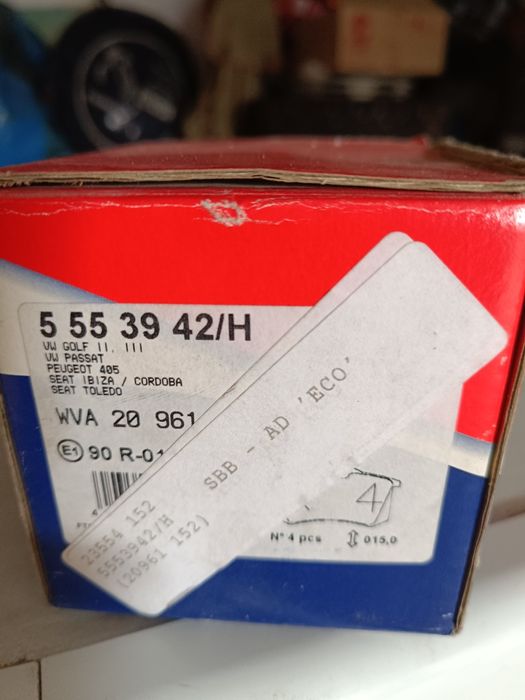 5 55 39 42/H
VW GOLF II, III
VW PASSAT
PEUGEOT 405
SEAT IBIZA / CORDOBA
SEAT TOLEDO
WVA 20 961
E1 90 R-01
4
N° 4 pcs
015,0
SBB - AD 'ECO'
23554 152
5553942/H
(20961 152)